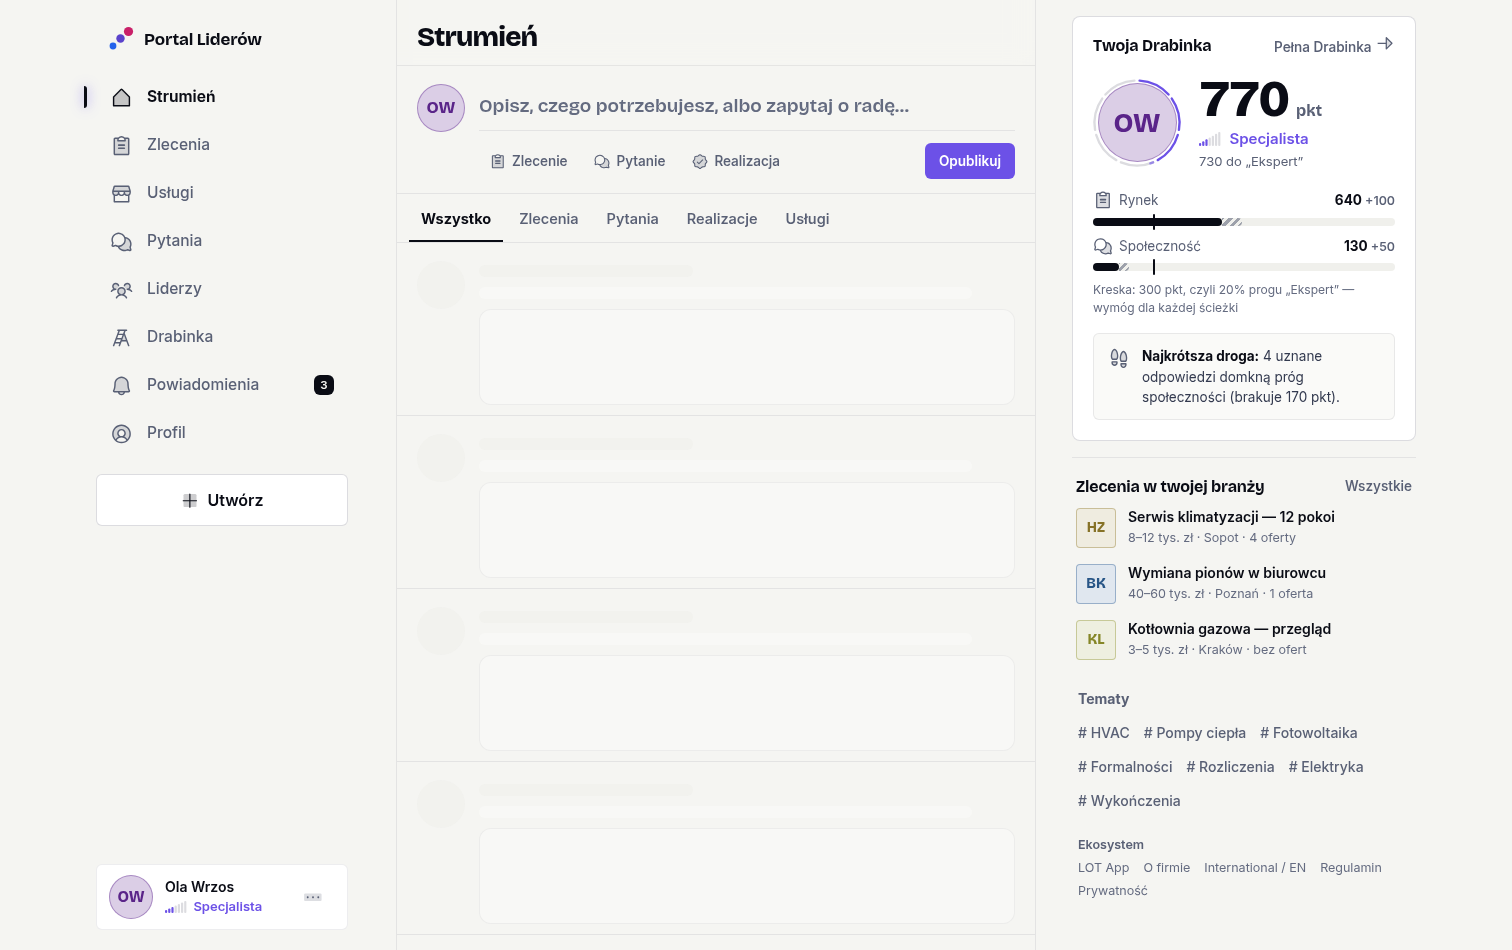 Portal Liderów
Strumień
Zlecenia
Usługi
Pytania
Liderzy
Drabinka
Powiadomienia 3
Profil
Utwórz
OW
Ola Wrzos
Specjalista
Strumień
OW
Opisz, czego potrzebujesz, albo zapytaj o radę...
Zlecenie Pytanie Realizacja Opublikuj
Wszystko Zlecenia Pytania Realizacje Usługi
Twoja Drabinka Pełna Drabinka
OW
770 pkt
Specjalista
730 do „Ekspert”
Rynek 640 +100
Społeczność 130 +50
Kreska: 300 pkt, czyli 20% progu „Ekspert” —
wymóg dla każdej ścieżki
Najkrótsza droga: 4 uznane
odpowiedzi domkną próg
społeczności (brakuje 170 pkt).
Zlecenia w twojej branży Wszystkie
HZ
Serwis klimatyzacji — 12 pokoi
8–12 tys. zł · Sopot · 4 oferty
BK
Wymiana pionów w biurowcu
40–60 tys. zł · Poznań · 1 oferta
KL
Kotłownia gazowa — przegląd
3–5 tys. zł · Kraków · bez ofert
Tematy
# HVAC # Pompy ciepła # Fotowoltaika
# Formalności # Rozliczenia # Elektryka
# Wykończenia
Ekosystem
LOT App O firmie International / EN Regulamin
Prywatność